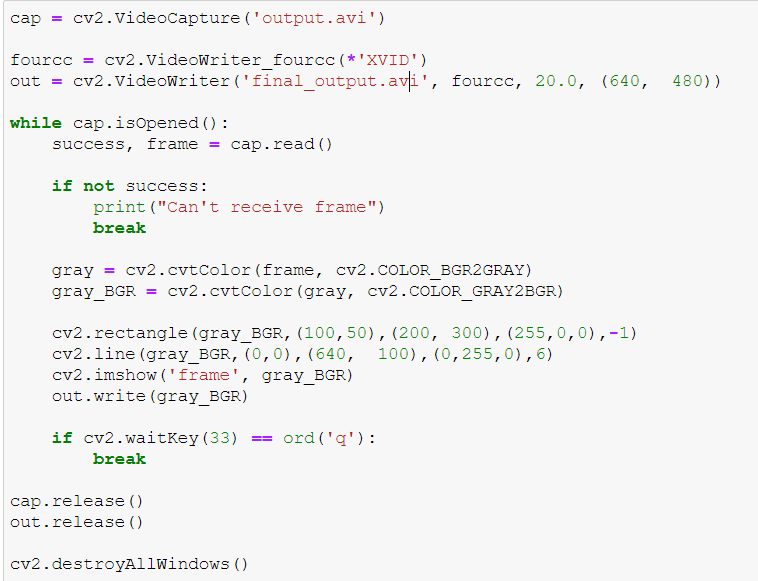 cap = cv2.VideoCapture('output.avi')
fourcc = cv2.VideoWriter_fourcc(*'XVID')
out = cv2.VideoWriter('final_output.avi', fourcc, 20.0, (640,  480))
while cap.isOpened():
    success, frame = cap.read()
    if not success:
        print("Can't receive frame")
        break
    gray = cv2.cvtColor(frame, cv2.COLOR_BGR2GRAY)
    gray_BGR = cv2.cvtColor(gray, cv2.COLOR_GRAY2BGR)
    cv2.rectangle(gray_BGR,(100,50),(200, 300),(255,0,0),-1)
    cv2.line(gray_BGR,(0,0),(640,  100),(0,255,0),6)
    cv2.imshow('frame', gray_BGR)
    out.write(gray_BGR)
    if cv2.waitKey(33) == ord('q'):
        break
cap.release()
out.release()
cv2.destroyAllWindows()